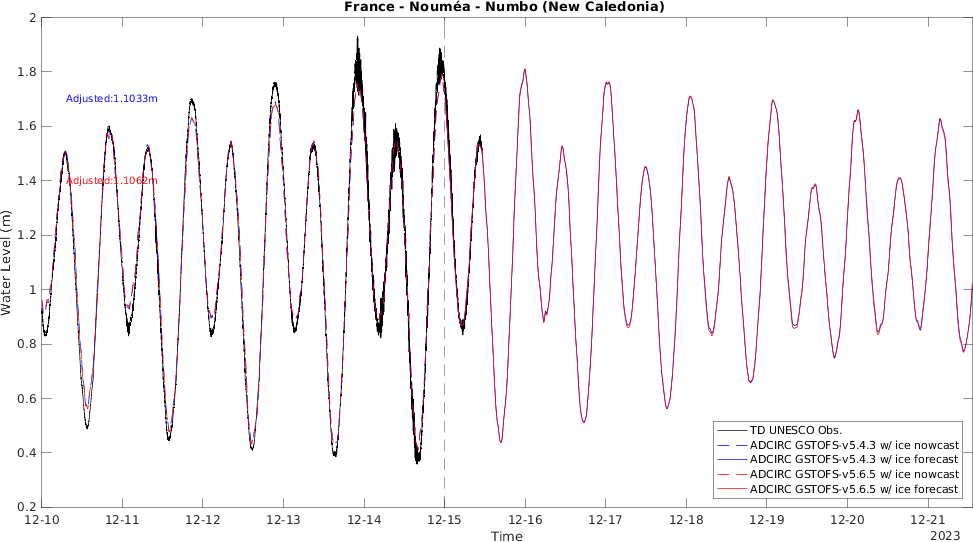 France - Nouméa - Numbo (New Caledonia)
2
1.8
1.6
1.4
1.2
1
0.8
0.6
0.4
0.2
Water Level (m)
Adjusted:1.1033m
Adjusted:1.1062m
TD UNESCO Obs.
ADCIRC GSTOFS-v5.4.3 w/ ice nowcast
ADCIRC GSTOFS-v5.4.3 w/ ice forecast
ADCIRC GSTOFS-v5.6.5 w/ ice nowcast
ADCIRC GSTOFS-v5.6.5 w/ ice forecast
12-10 12-11 12-12 12-13 12-14 12-15 12-16 12-17 12-18 12-19 12-20 12-21
Time
2023